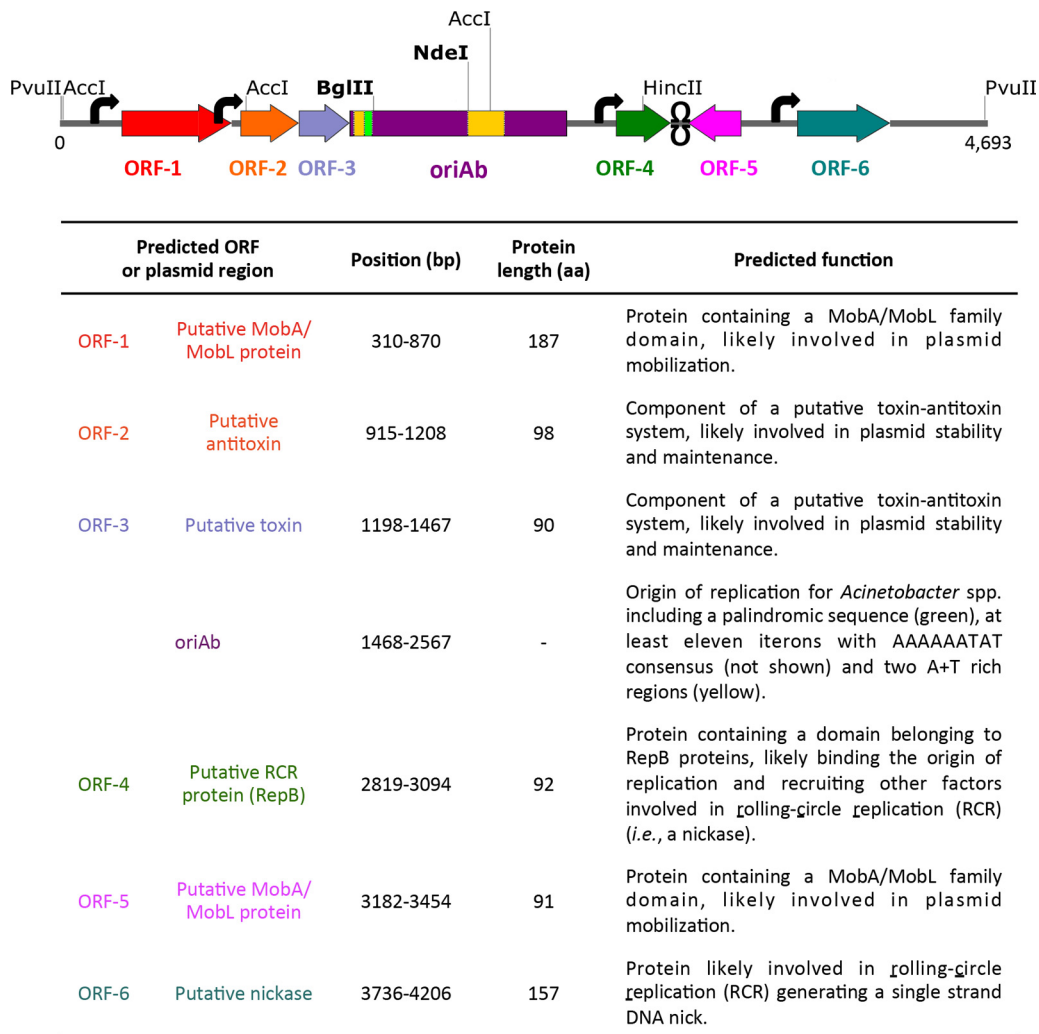 AccI
NdeI
PvuII AccI AccI BglII HincII PvuII
0 4,693
ORF-1 ORF-2 ORF-3 oriAb ORF-4 ORF-5 ORF-6
Predicted ORF
or plasmid region
Position (bp)
Protein
length (aa)
Predicted function
ORF-1
Putative MobA/
MobL protein
310-870
187
Protein containing a MobA/MobL family
domain, likely involved in plasmid
mobilization.
ORF-2
Putative
antitoxin
915-1208
98
Component of a putative toxin-antitoxin
system, likely involved in plasmid stability
and maintenance.
ORF-3
Putative toxin
1198-1467
90
Component of a putative toxin-antitoxin
system, likely involved in plasmid stability
and maintenance.
oriAb
1468-2567
-
Origin of replication for Acinetobacter spp.
including a palindromic sequence (green), at
least eleven iterons with AAAAAATAT
consensus (not shown) and two A+T rich
regions (yellow).
ORF-4
Putative RCR
protein (RepB)
2819-3094
92
Protein containing a domain belonging to
RepB proteins, likely binding the origin of
replication and recruiting other factors
involved in rolling-circle replication (RCR)
(i.e., a nickase).
ORF-5
Putative MobA/
MobL protein
3182-3454
91
Protein containing a MobA/MobL family
domain, likely involved in plasmid
mobilization.
ORF-6
Putative nickase
3736-4206
157
Protein likely involved in rolling-circle
replication (RCR) generating a single strand
DNA nick.